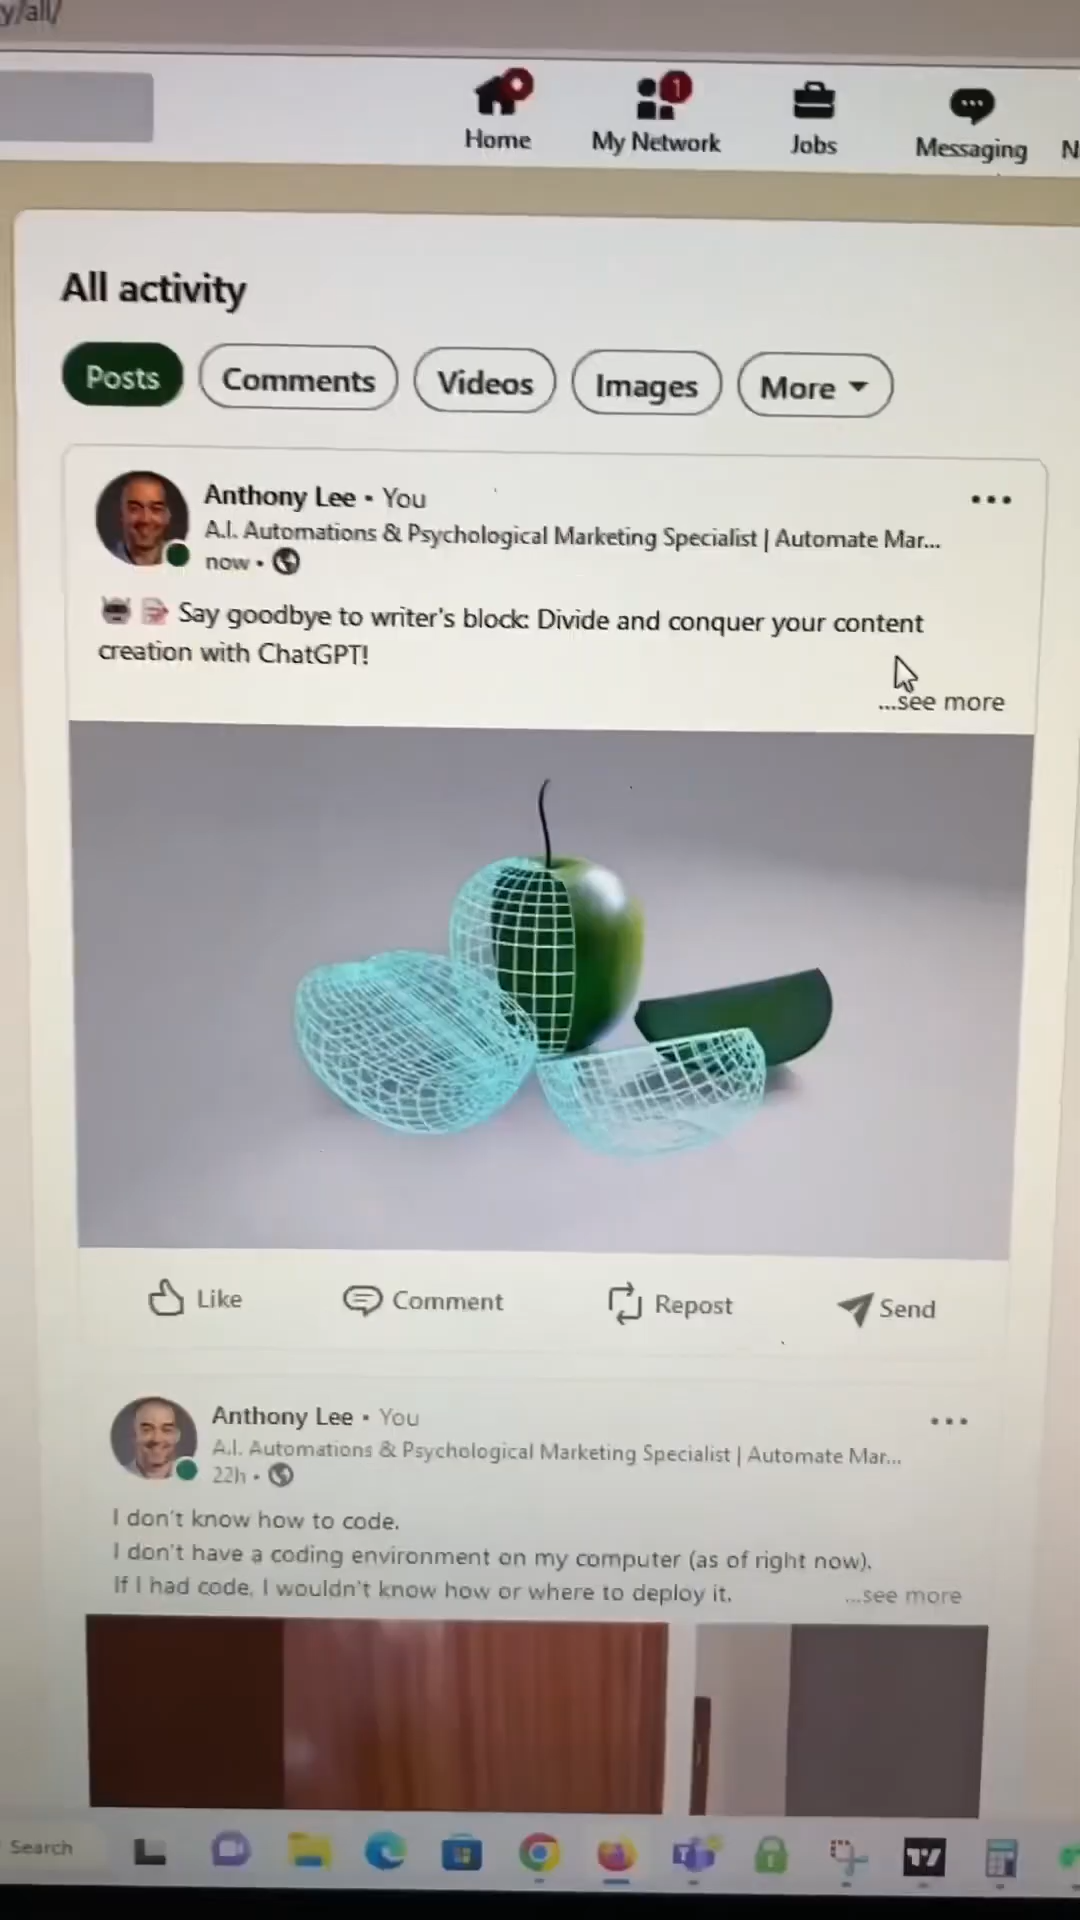 y/all/
Home
1
My Network
Jobs
Messaging
All activity
Posts
Comments
Videos
Images
More
Anthony Lee • You
A.I. Automations & Psychological Marketing Specialist | Automate Mar...
now •
Say goodbye to writer's block: Divide and conquer your content
creation with ChatGPT!
...see more
Like
Comment
Repost
Send
Anthony Lee • You
A.I. Automations & Psychological Marketing Specialist | Automate Mar...
22h •
I don't know how to code.
I don't have a coding environment on my computer (as of right now).
If I had code, I wouldn't know how or where to deploy it.
...see more
Search